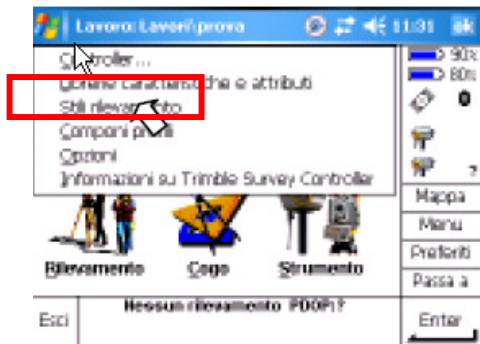 Lavoro: Lavori\prova 11:31 ok
Controller...
Librerie caratteristiche e attributi
Stili rilevamento
Componi profili
Opzioni
Informazioni su Trimble Survey Controller
90%
80%
0
?
Mappa
Menu
Preferiti
Passa a
Rilevamento Cogo Strumento
Esci
Nessun rilevamento PDOP:?
Enter